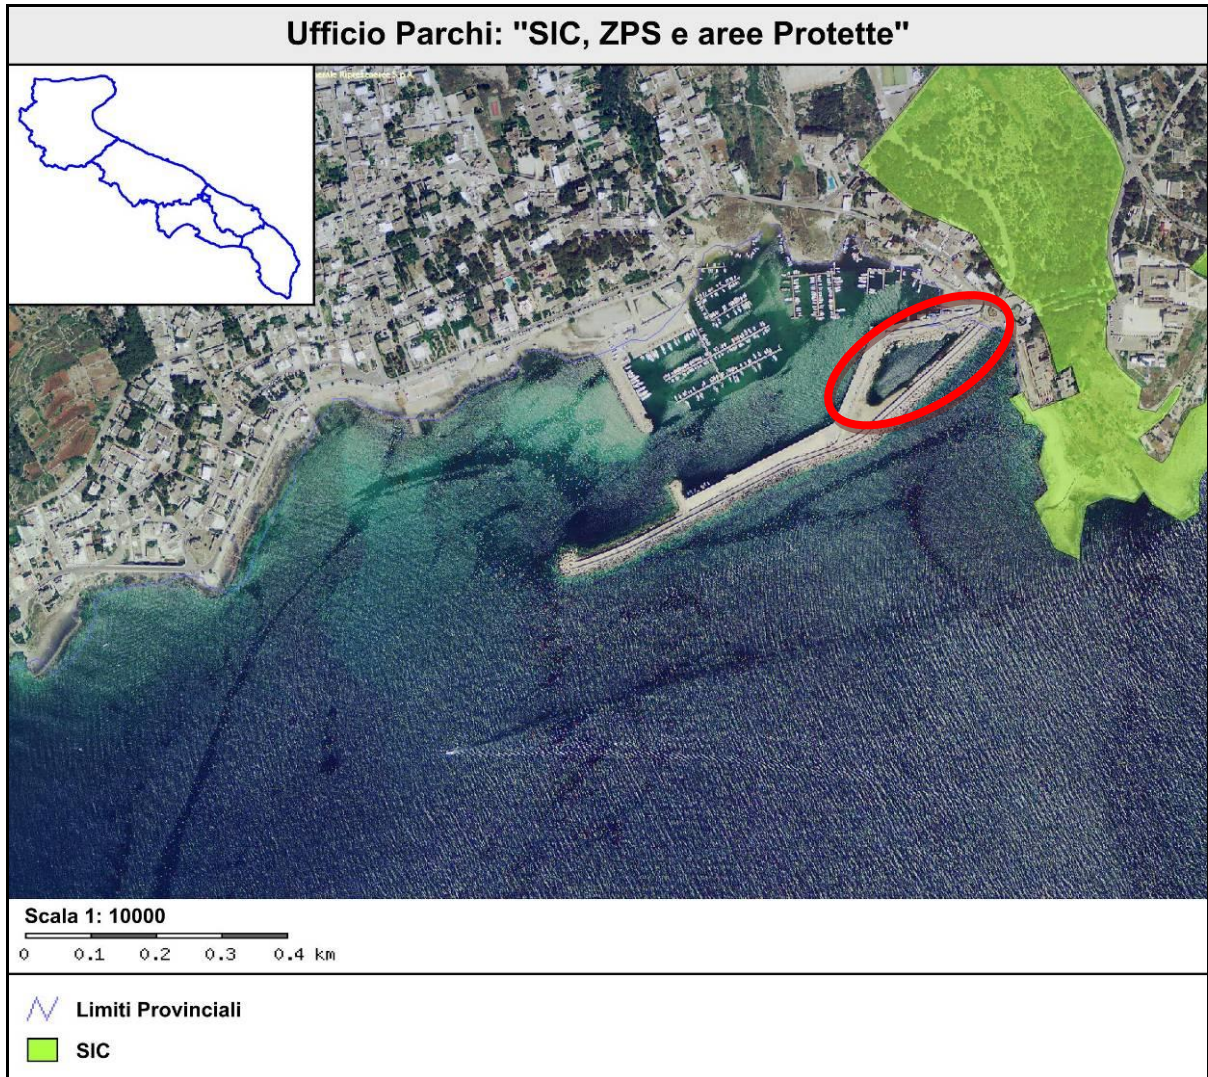 Ufficio Parchi: "SIC, ZPS e aree Protette"
Scala 1: 10000
0 0.1 0.2 0.3 0.4 km
Limiti Provinciali
SIC